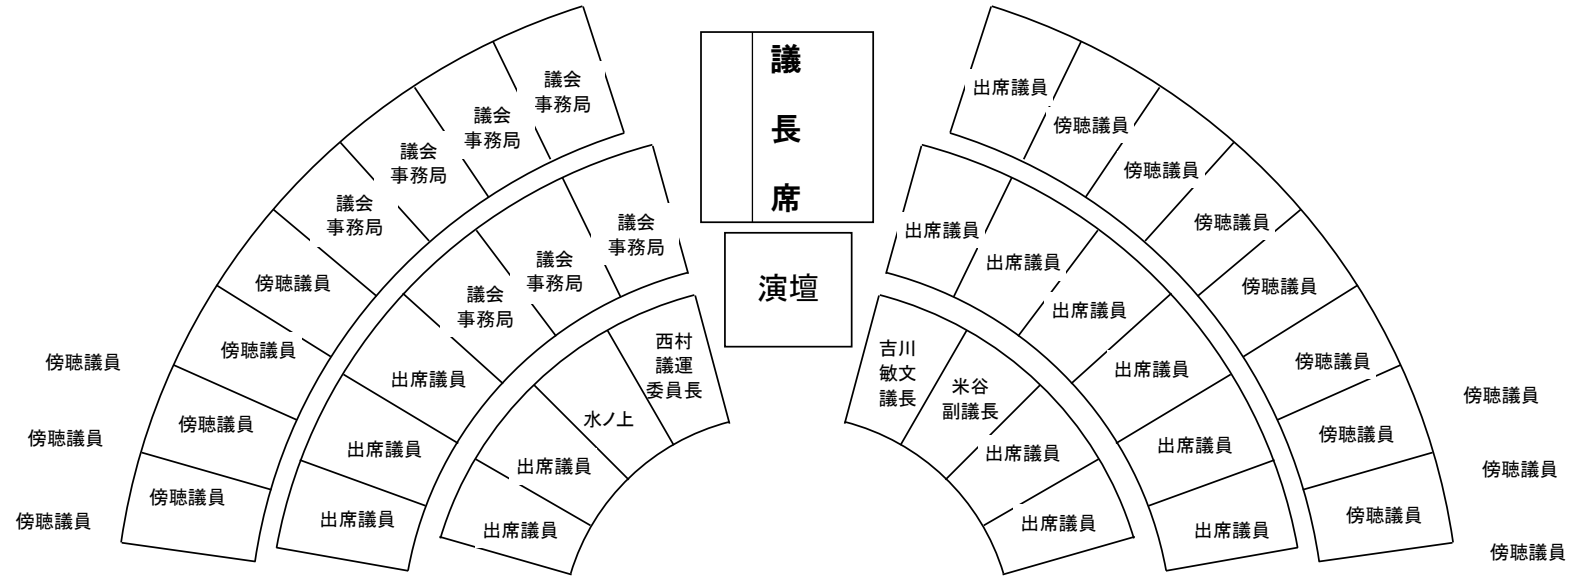 議
長
席
演壇
議会
事務局
議会
事務局
議会
事務局
議会
事務局
傍聴議員
傍聴議員
傍聴議員
傍聴議員
傍聴議員
傍聴議員
傍聴議員
議会
事務局
議会
事務局
議会
事務局
出席議員
出席議員
出席議員
西村
議運
委員長
水ノ上
出席議員
出席議員
吉川
敏文
議長
米谷
副議長
出席議員
出席議員
出席議員
出席議員
出席議員
出席議員
出席議員
出席議員
出席議員
傍聴議員
傍聴議員
傍聴議員
傍聴議員
傍聴議員
傍聴議員
傍聴議員
傍聴議員
傍聴議員
傍聴議員